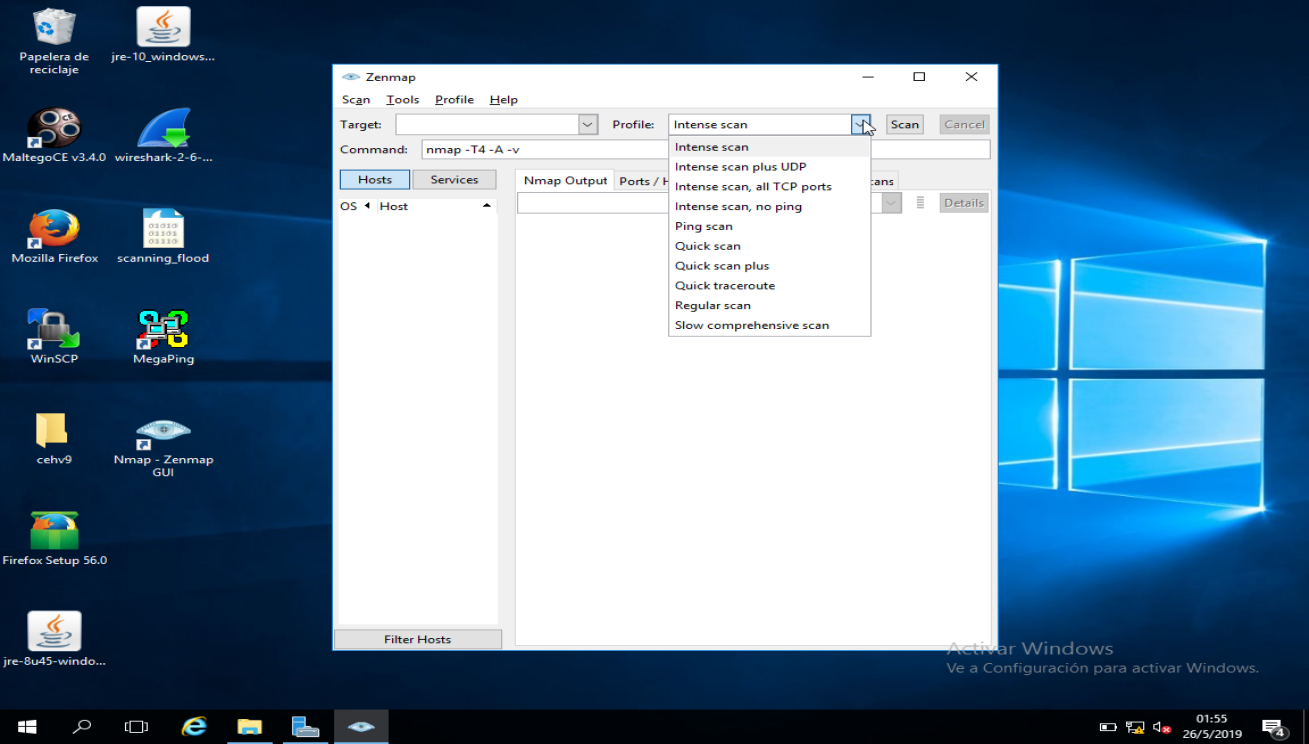 Papelera de
reciclaje
jre-10_windows...
MaltegoCE v3.4.0
wireshark-2-6-...
Mozilla Firefox
01010
01101
01110
scanning_flood
WinSCP
MegaPing
cehv9
Nmap - Zenmap
GUI
Firefox Setup 56.0
jre-8u45-windo...
Zenmap
Scan Tools Profile Help
Target:
Profile: Intense scan
Scan Cancel
Command: nmap -T4 -A -v
Hosts Services
Nmap Output Ports / H
cans
OS Host
Details
Intense scan
Intense scan plus UDP
Intense scan, all TCP ports
Intense scan, no ping
Ping scan
Quick scan
Quick scan plus
Quick traceroute
Regular scan
Slow comprehensive scan
Filter Hosts
Activar Windows
Ve a Configuración para activar Windows.
01:55
26/5/2019
4